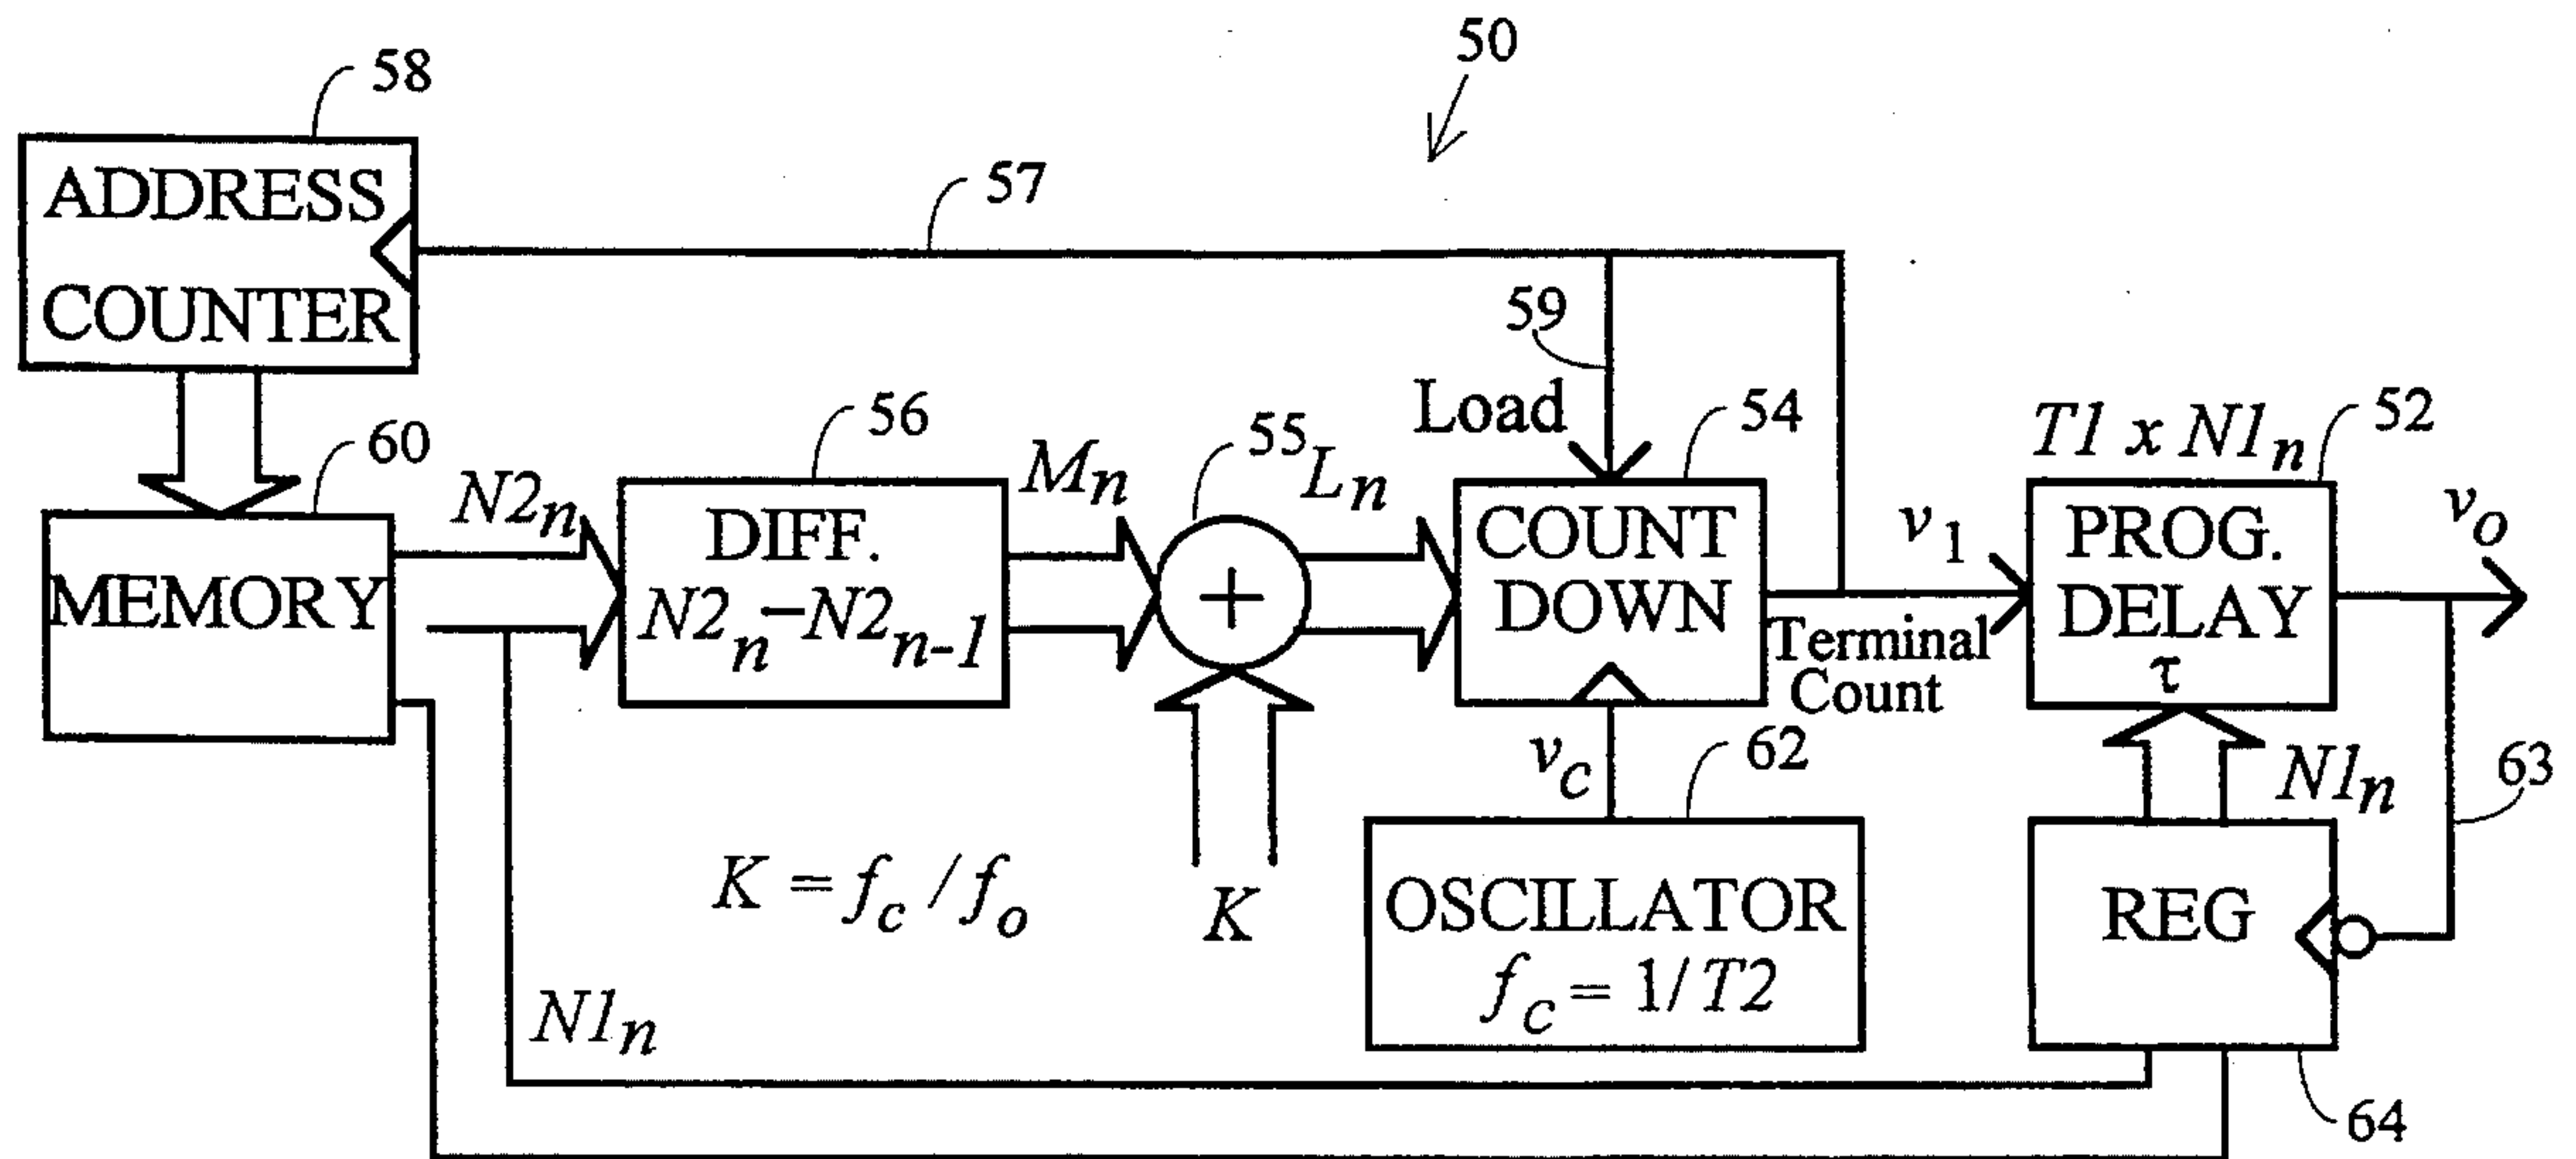 50
58
ADDRESS
COUNTER
57
59
Load
60
MEMORY
N2n
56
DIFF.
N2n−N2n-1
Mn
55
+
Ln
54
COUNT
DOWN
v1
Terminal
Count
T1 x N1n
52
PROG.
DELAY
τ
vo
K = fc / fo
K
vc
62
OSCILLATOR
fc = 1/ T2
N1n
63
REG
64
N1n